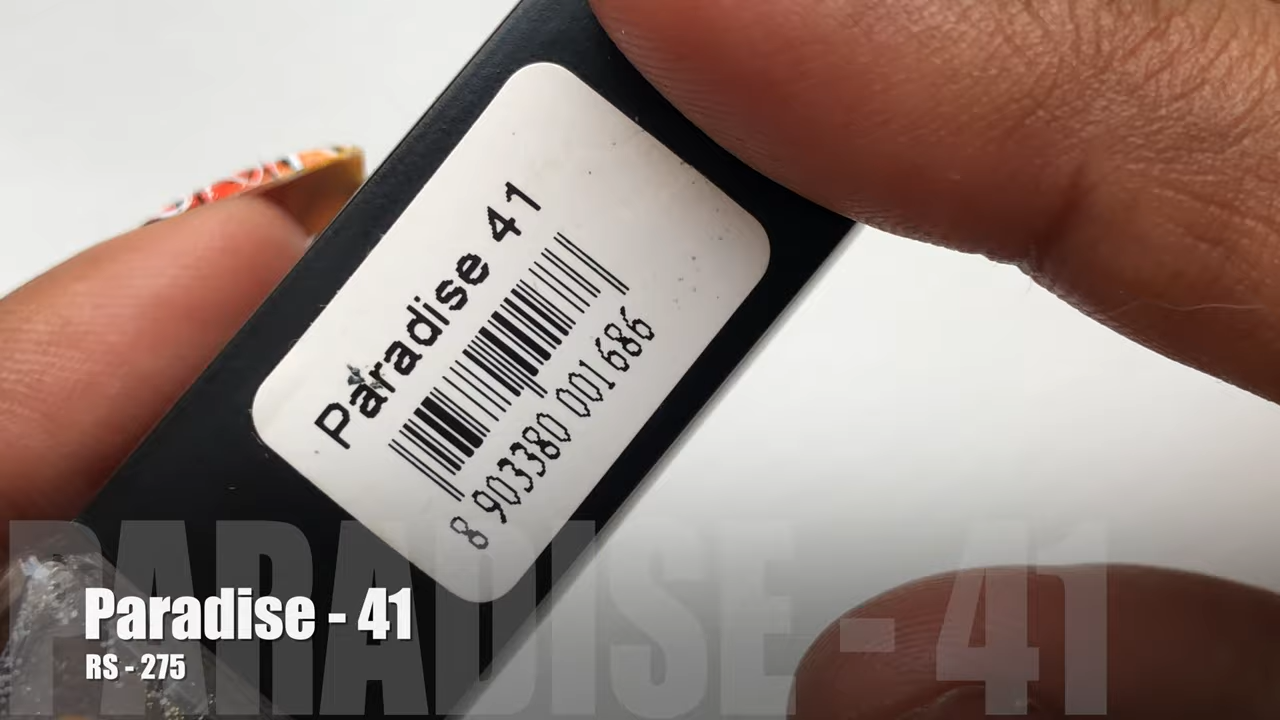 Paradise 41
8 903380 001686
PARADISE - 41
Paradise - 41
RS - 275